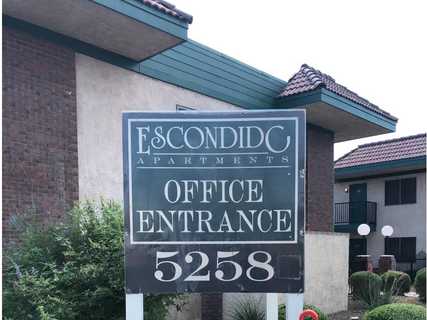 ESCONDIDO
APARTMENTS
OFFICE
ENTRANCE
5258